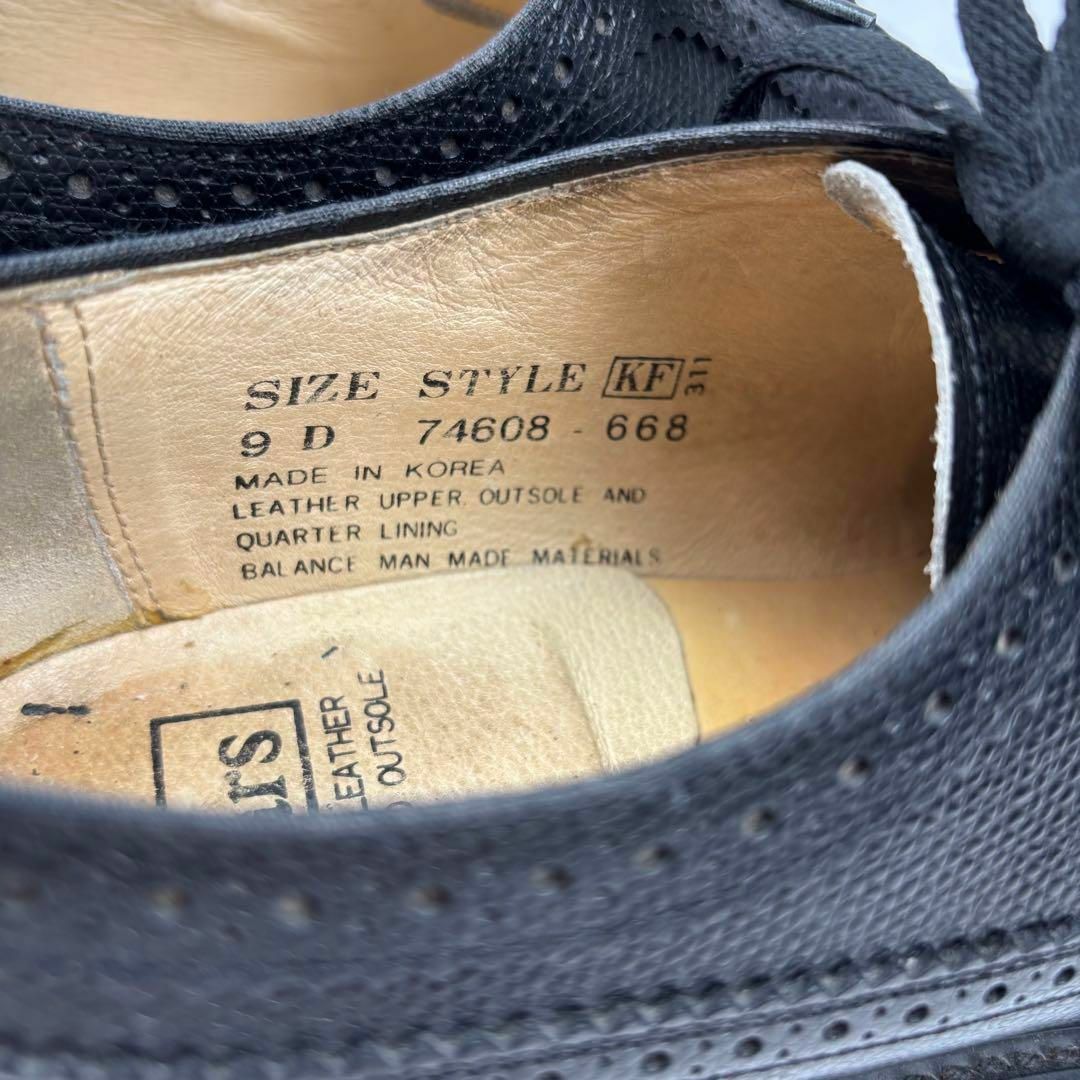 SIZE STYLE KF 311
9 D 74608 - 668
MADE IN KOREA
LEATHER UPPER. OUTSOLE AND
QUARTER LINING
BALANCE MAN MADE MATERIALS
OUTSOLE